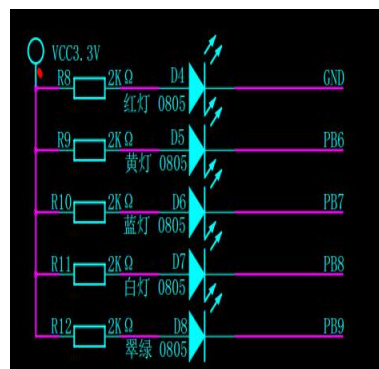 VCC3.3V
R8 2KΩ D4 GND
红灯 0805
R9 2KΩ D5 PB6
黄灯 0805
R10 2KΩ D6 PB7
蓝灯 0805
R11 2KΩ D7 PB8
白灯 0805
R12 2KΩ D8 PB9
翠绿 0805